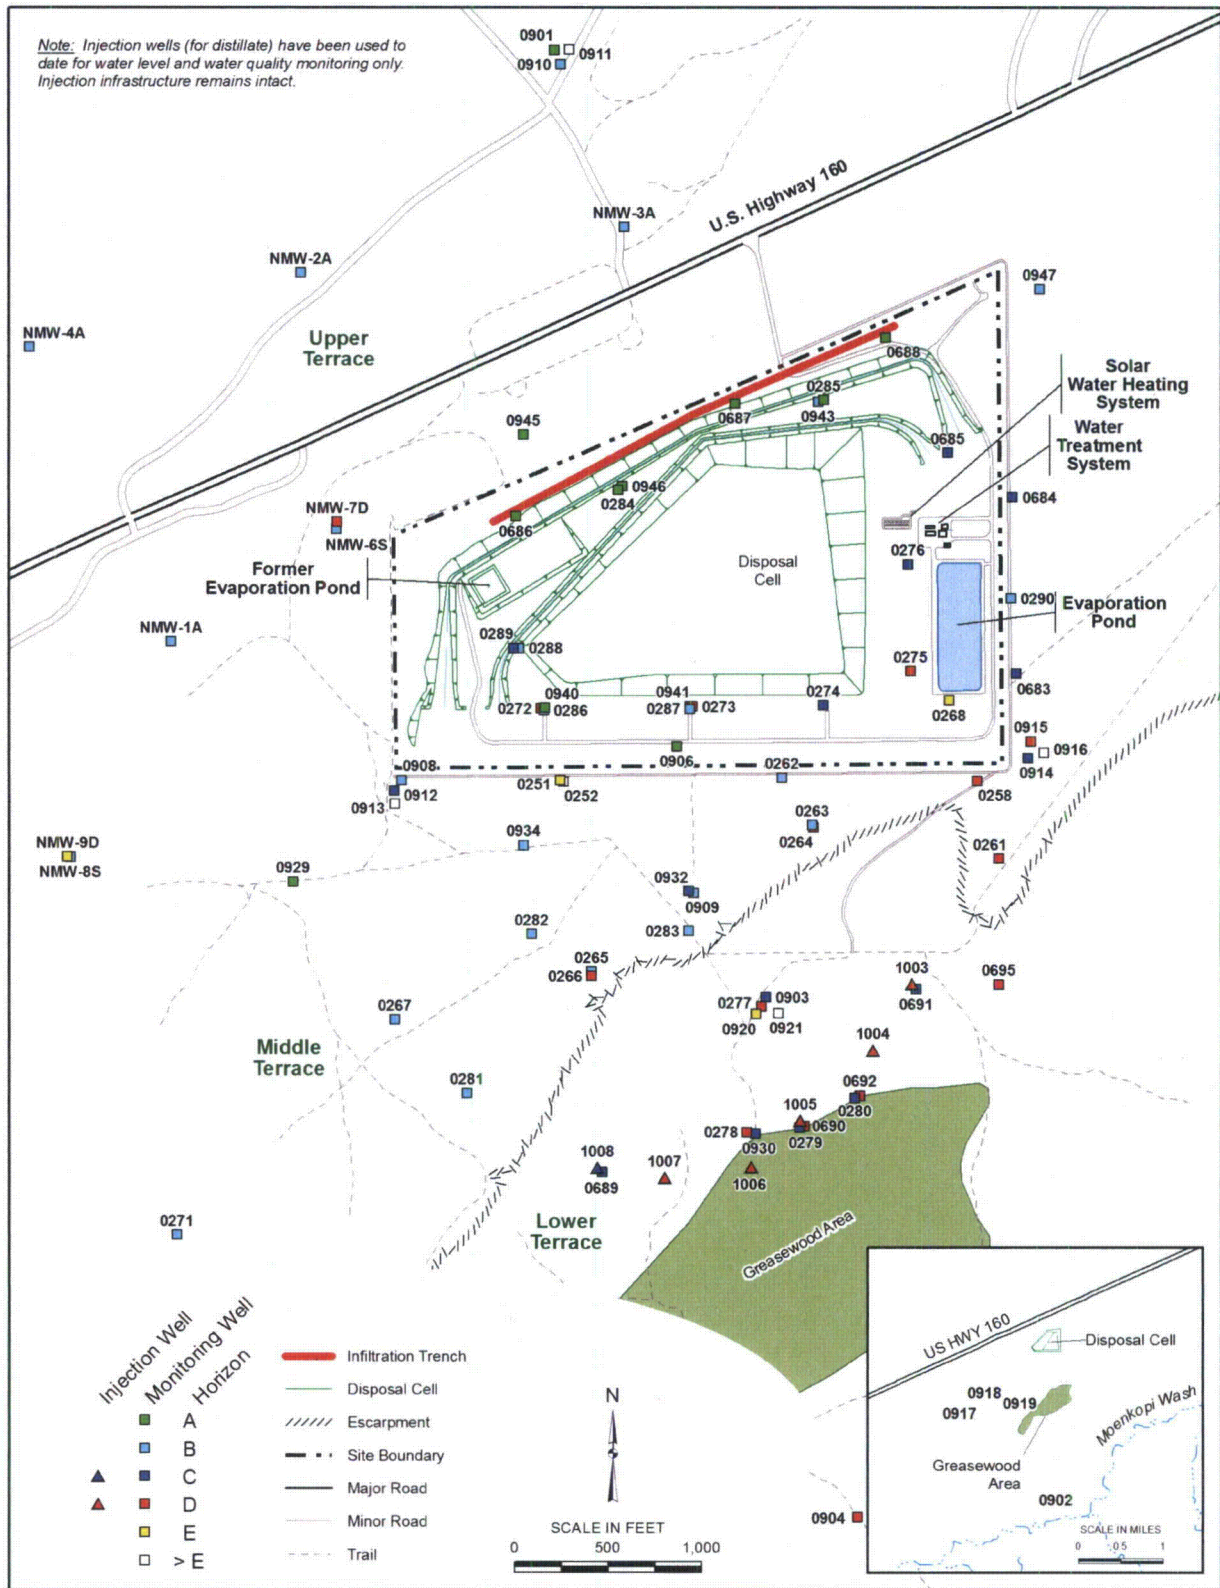 Note: Injection wells (for distillate) have been used to
date for water level and water quality monitoring only.
Injection infrastructure remains intact.
0901
0911
0910
NMW-3A
U.S. Highway 160
NMW-2A
0947
NMW-4A
Upper
Terrace
0688
Solar
Water Heating
System
0285
0687
0943
0945
0685
Water
Treatment
System
0946
0284
0684
NMW-7D
0686
NMW-6S
0276
Disposal
Cell
Former
Evaporation Pond
0290
Evaporation
Pond
NMW-1A
0289
0288
0275
0683
0940
0941
0274
0272
0286
0287
0273
0268
0915
0906
0916
0908
0262
0914
0912
0251
0252
0258
0913
0263
NMW-9D
0934
0264
0261
NMW-8S
0929
0932
0909
0282
0283
0265
0266
1003
0695
0277
0903
0691
0267
0920
0921
1004
Middle
Terrace
0281
0692
1005
0280
0278
0690
0930
0279
1008
1007
0689
1006
0271
Lower
Terrace
Greasewood Area
Injection Well
Monitoring Well
Horizon
A
B
C
D
E
> E
Infiltration Trench
Disposal Cell
Escarpment
Site Boundary
Major Road
Minor Road
Trail
N
SCALE IN FEET
0 500 1,000
0904
US HWY 160
Disposal Cell
0918
0919
0917
Moenkopi Wash
Greasewood
Area
0902
SCALE IN MILES
0 0.5 1